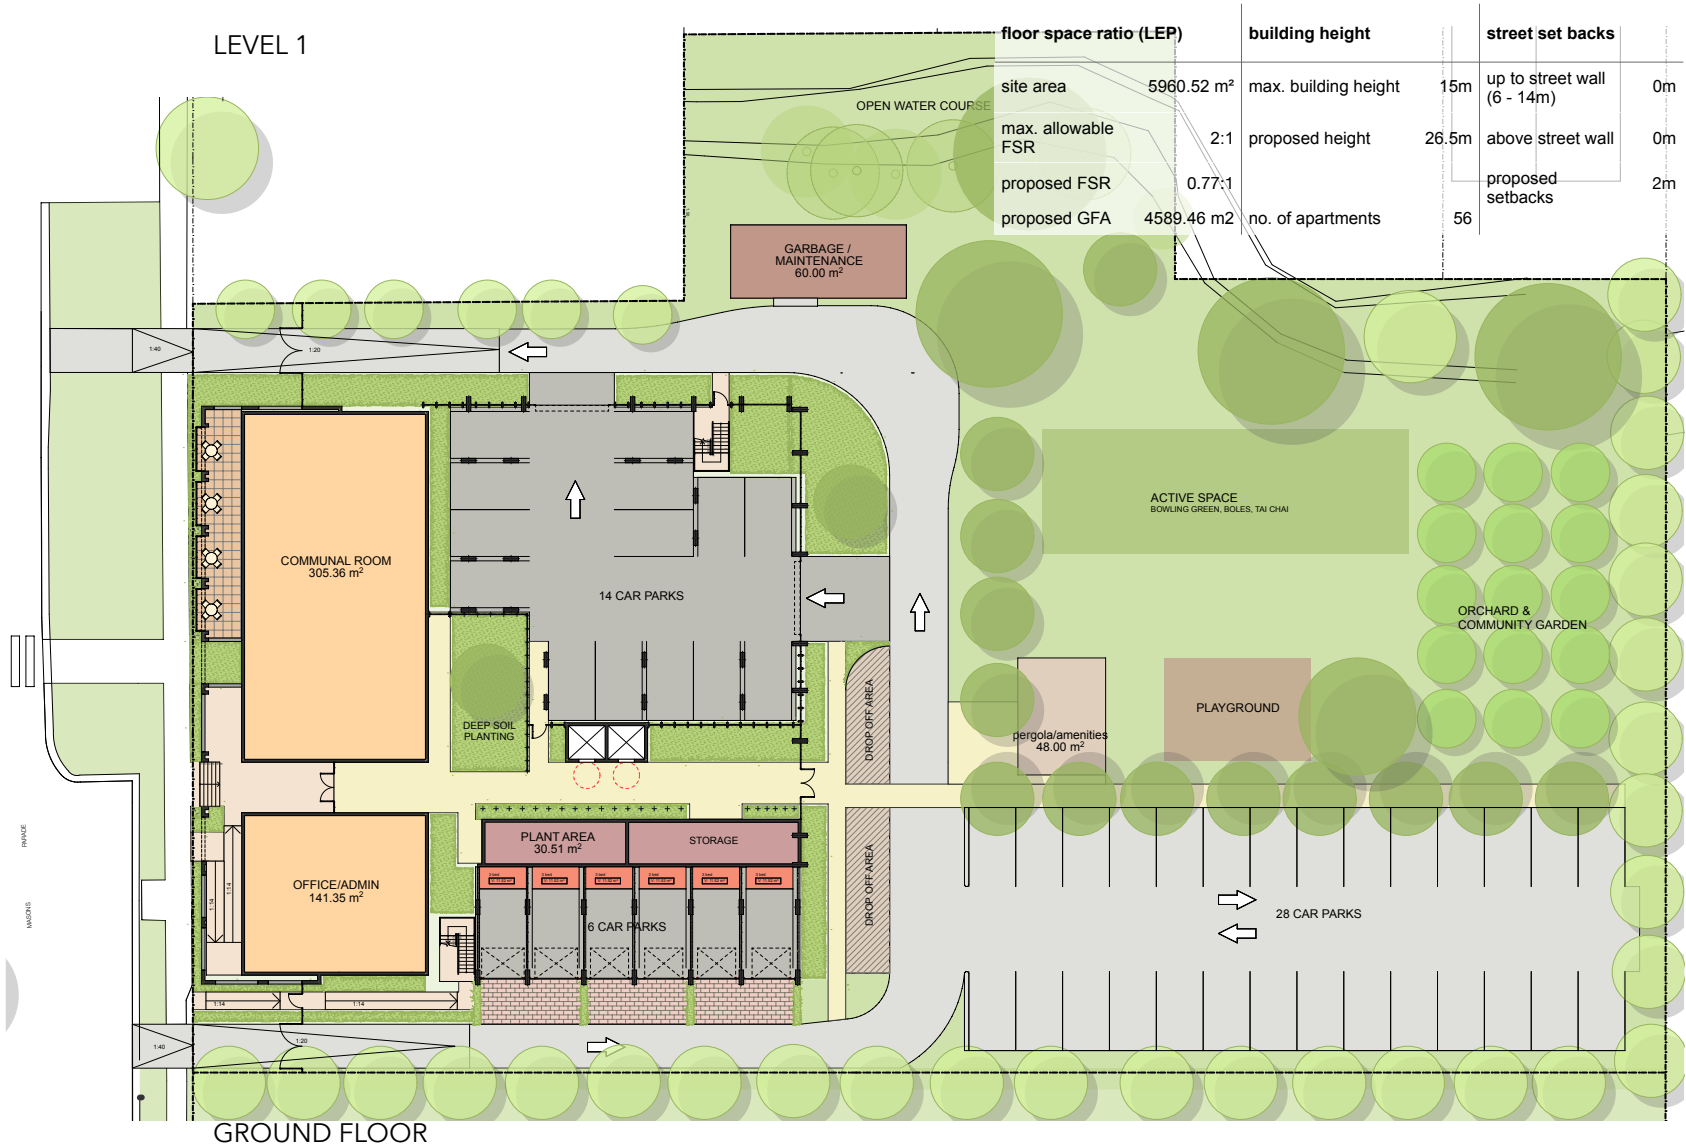 LEVEL 1
floor space ratio (LEP) building height street set backs
site area 5960.52 m² max. building height 15m up to street wall (6 - 14m) 0m
max. allowable FSR 2:1 proposed height 26.5m above street wall 0m
proposed FSR 0.77:1 proposed setbacks 2m
proposed GFA 4589.46 m2 no. of apartments 56
OPEN WATER COURSE
GARBAGE /
MAINTENANCE
60.00 m²
1:40
1:20
ACTIVE SPACE
BOWLING GREEN, BOLES, TAI CHAI
COMMUNAL ROOM
305.36 m²
14 CAR PARKS
ORCHARD &
COMMUNITY GARDEN
DEEP SOIL
PLANTING
DROP OFF AREA
PLAYGROUND
pergola/amenities
48.00 m²
PARADE
MASONS
PLANT AREA
30.51 m²
STORAGE
OFFICE/ADMIN
141.35 m²
1:14
1:14
DROP OFF AREA
6 CAR PARKS
28 CAR PARKS
1:14
1:14
1:40
1:20
GROUND FLOOR